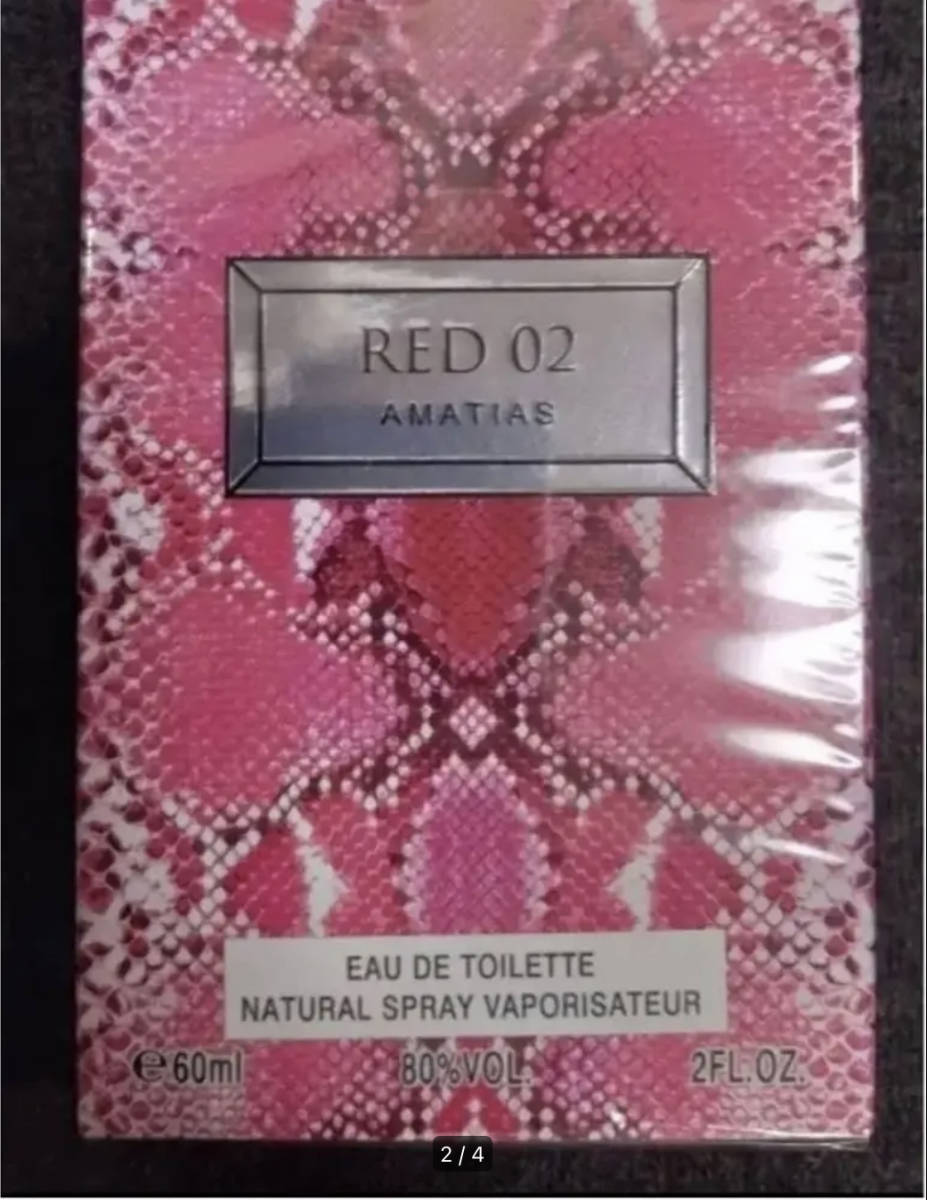 RED 02
AMATIAS
EAU DE TOILETTE
NATURAL SPRAY VAPORISATEUR
℮60ml 80%VOL. 2FL.OZ.
2 / 4